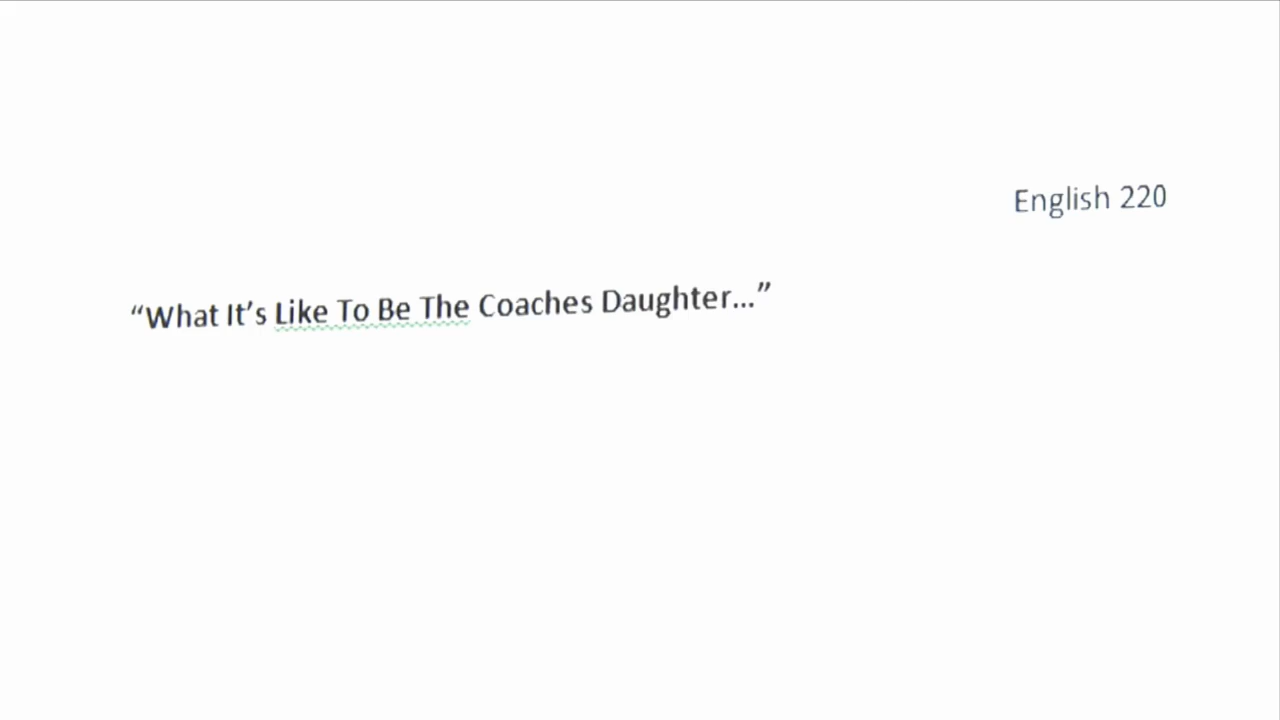 English 220
“What It’s Like To Be The Coaches Daughter...”